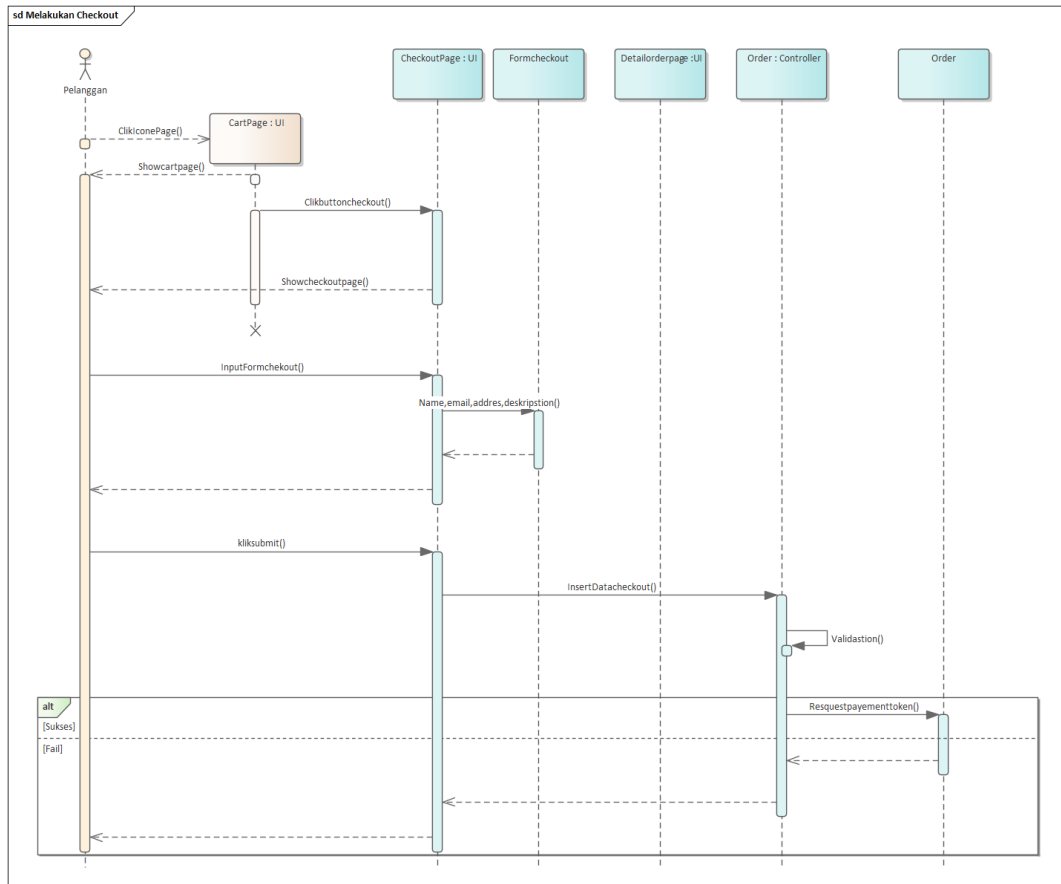 sd Melakukan Checkout
Pelanggan
CheckoutPage : UI
Formcheckout
Detailorderpage :UI
Order : Controller
Order
CartPage : UI
ClikIconePage()
Showcartpage()
Clikbuttoncheckout()
Showcheckoutpage()
InputFormchekout()
Name,email,addres,deskripstion()
kliksubmit()
InsertDatacheckout()
Validastion()
alt
[Sukses]
Resquestpayementtoken()
[Fail]